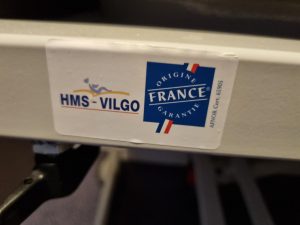 HMS - VILGO
ORIGINE
FRANCE®
GARANTIE